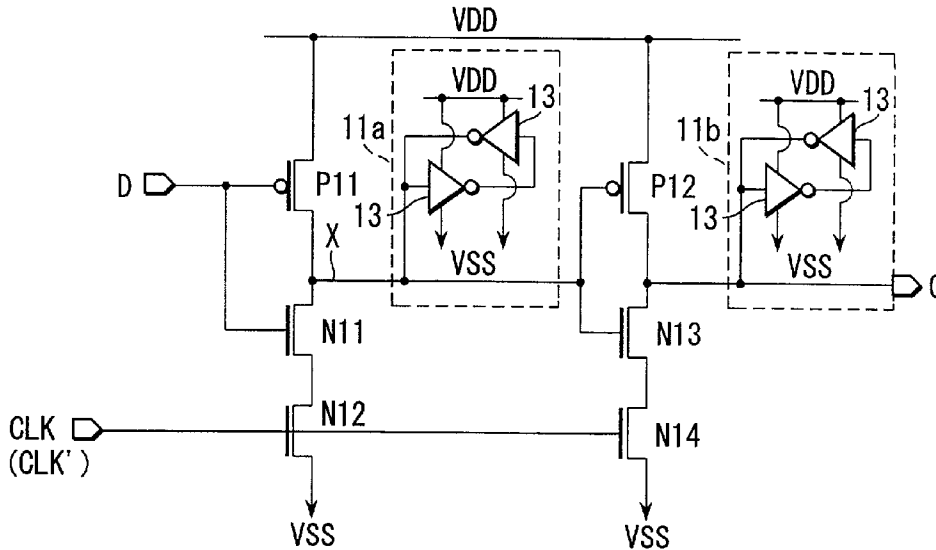 VDD
VDD
13
11a
D
P11
13
VSS
X
P12
VDD
13
11b
13
VSS
N11
N13
N12
N14
CLK
(CLK')
VSS
VSS